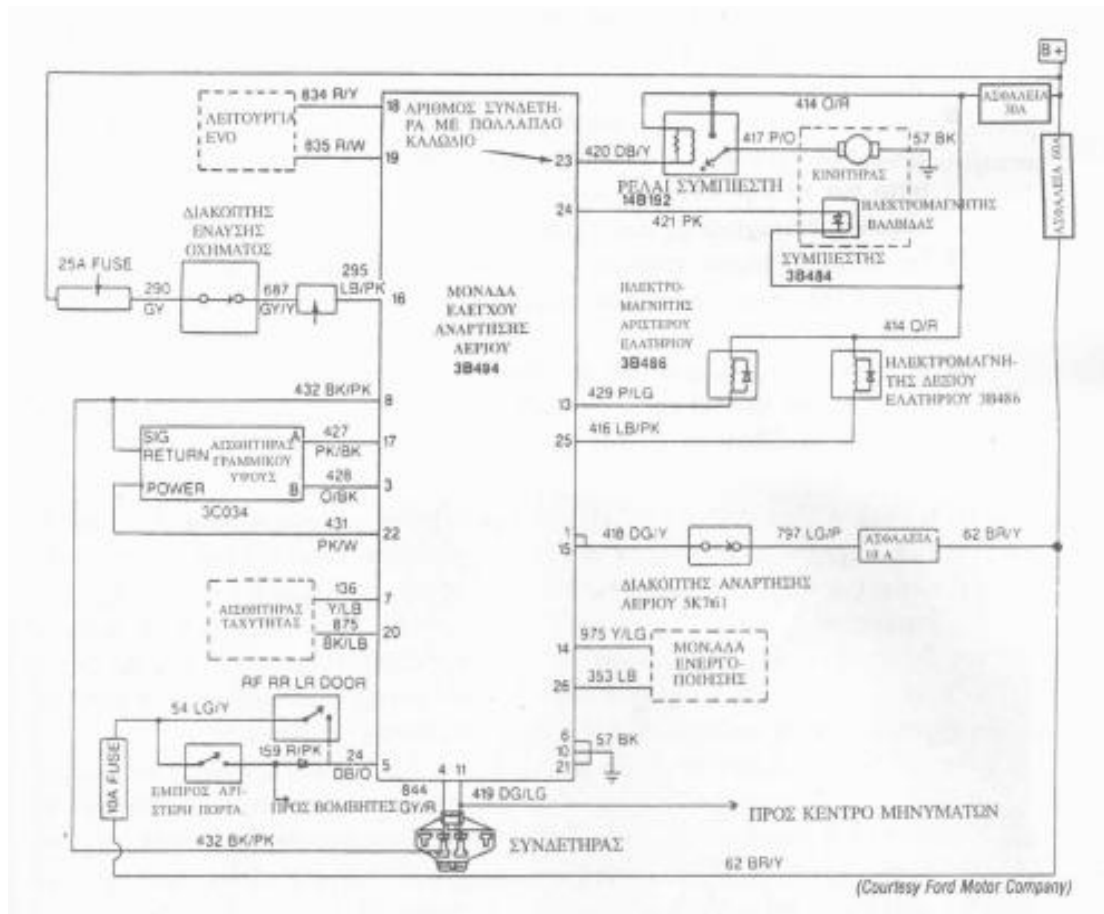 B+
834 R/Y
ΛΕΙΤΟΥΡΓΙΑ
EVO
835 R/W
18
19
ΑΡΙΘΜΟΣ ΣΥΝΔΕΤΗ-
ΡΑ ΜΕ ΠΟΛΛΑΠΛΟ
ΚΑΛΩΔΙΟ
23
420 DB/Y
414 O/R
ΑΣΦΑΛΕΙΑ
30A
417 P/O
57 BK
ΚΙΝΗΤΗΡΑΣ
ΑΣΦΑΛΕΙΑ 60A
ΡΕΛΑΙ ΣΥΜΠΙΕΣΤΗ
14B192
24
421 PK
ΗΛΕΚΤΡΟΜΑΓΝΗΤΗΣ
ΒΑΛΒΙΔΑΣ
ΣΥΜΠΙΕΣΤΗΣ
3B484
ΔΙΑΚΟΠΤΗΣ
ΕΝΑΥΣΗΣ
ΟΧΗΜΑΤΟΣ
25A FUSE
290
GY
687
GY/Y
295
LB/PK
16
ΜΟΝΑΔΑ
ΕΛΕΓΧΟΥ
ΑΝΑΡΤΗΣΗΣ
ΑΕΡΙΟΥ
3B494
ΗΛΕΚΤΡΟ-
ΜΑΓΝΗΤΗΣ
ΑΡΙΣΤΕΡΟΥ
ΕΛΑΤΗΡΙΟΥ
3B486
414 O/R
ΗΛΕΚΤΡΟΜΑΓΝΗ-
ΤΗΣ ΔΕΞΙΟΥ
ΕΛΑΤΗΡΙΟΥ 3B486
13
429 P/LG
25
416 LB/PK
432 BK/PK
8
SIG
RETURN
POWER
A
B
ΑΙΣΘΗΤΗΡΑΣ
ΓΡΑΜΜΙΚΟΥ
ΥΨΟΥΣ
3C034
427
PK/BK
17
428
O/BK
3
431
PK/W
22
1
15
418 DG/Y
797 LG/P
ΑΣΦΑΛΕΙΑ
62 BR/Y
ΔΙΑΚΟΠΤΗΣ ΑΝΑΡΤΗΣΗΣ
ΑΕΡΙΟΥ 5K761
ΑΙΣΘΗΤΗΡΑΣ
ΤΑΧΥΤΗΤΑΣ
136
Y/LB
7
875
BK/LB
20
14
975 Y/LG
26
353 LB
ΜΟΝΑΔΑ
ΕΝΕΡΓΟ-
ΠΟΙΗΣΗΣ
RF RR LR DOOR
54 LG/Y
10A FUSE
159 R/PK
24
DB/O
5
ΕΜΠΡΟΣ ΑΡΙ-
ΣΤΕΡΗ ΠΟΡΤΑ
ΠΡΟΣ ΒΟΜΒΗΤΕΣ
6
10
21
57 BK
4 11
844
GY/R
419 DG/LG
ΠΡΟΣ ΚΕΝΤΡΟ ΜΗΝΥΜΑΤΩΝ
432 BK/PK
ΣΥΝΔΕΤΗΡΑΣ
62 BR/Y
(Courtesy Ford Motor Company)